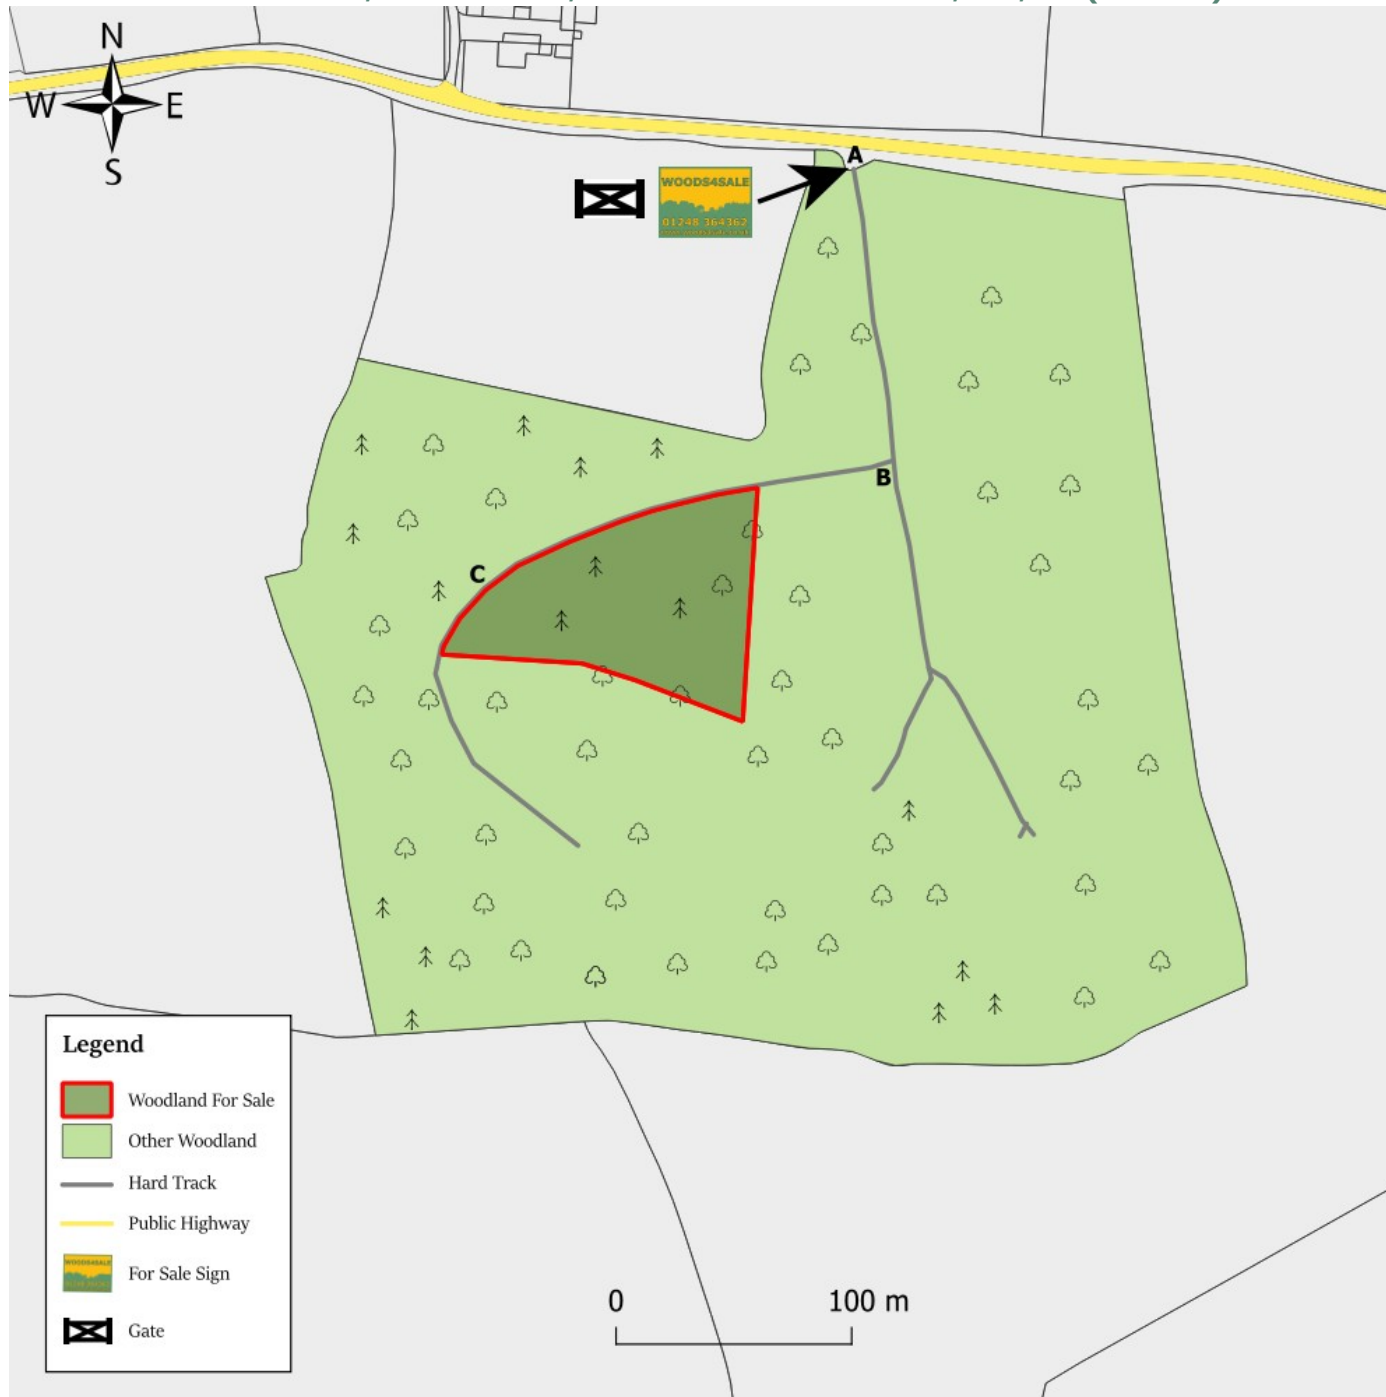 N
W E
S
A
WOODS4SALE
01248 364362
B
C
Legend
Woodland For Sale
Other Woodland
Hard Track
Public Highway
WOODS4SALE
For Sale Sign
Gate
0 100 m